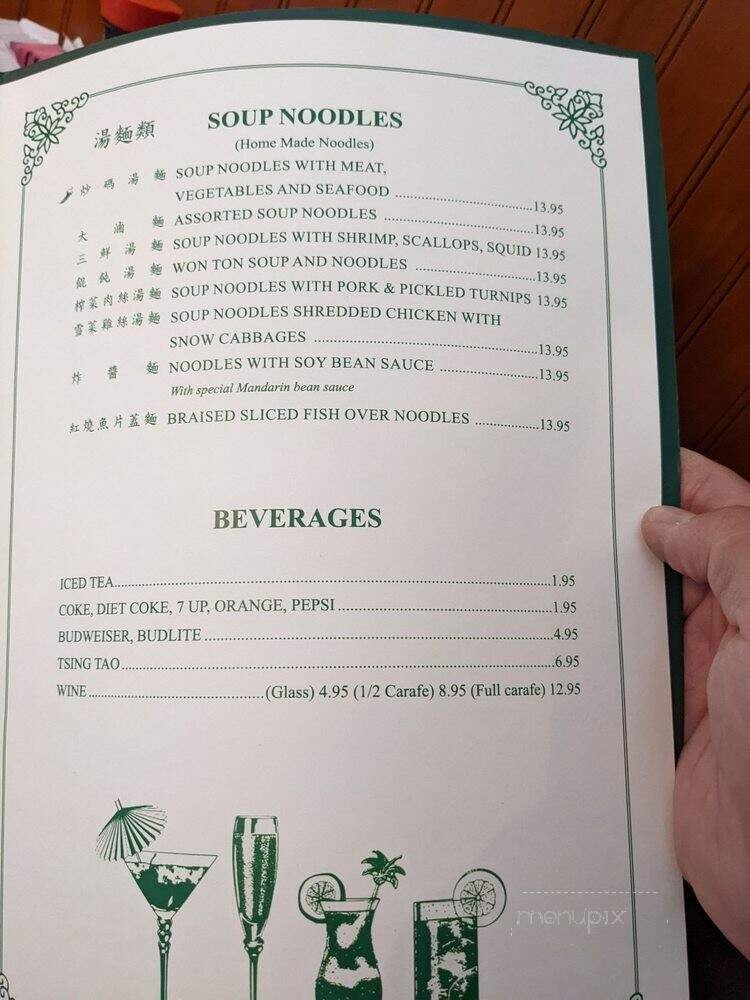 湯麵類 SOUP NOODLES
(Home Made Noodles)
炒碼湯麵 SOUP NOODLES WITH MEAT,
VEGETABLES AND SEAFOOD ........................................13.95
大滷麵 ASSORTED SOUP NOODLES ........................................13.95
三鮮湯麵 SOUP NOODLES WITH SHRIMP, SCALLOPS, SQUID 13.95
餛飩湯麵 WON TON SOUP AND NOODLES ................................13.95
榨菜肉絲湯麵 SOUP NOODLES WITH PORK & PICKLED TURNIPS 13.95
雪菜雞絲湯麵 SOUP NOODLES SHREDDED CHICKEN WITH
SNOW CABBAGES ........................................................13.95
炸醬麵 NOODLES WITH SOY BEAN SAUCE ..........................13.95
With special Mandarin bean sauce
紅燒魚片蓋麵 BRAISED SLICED FISH OVER NOODLES .................13.95
BEVERAGES
ICED TEA........................................................................1.95
COKE, DIET COKE, 7 UP, ORANGE, PEPSI................................1.95
BUDWEISER, BUDLITE....................................................4.95
TSING TAO....................................................................6.95
WINE........................................(Glass) 4.95 (1/2 Carafe) 8.95 (Full carafe) 12.95
menupix